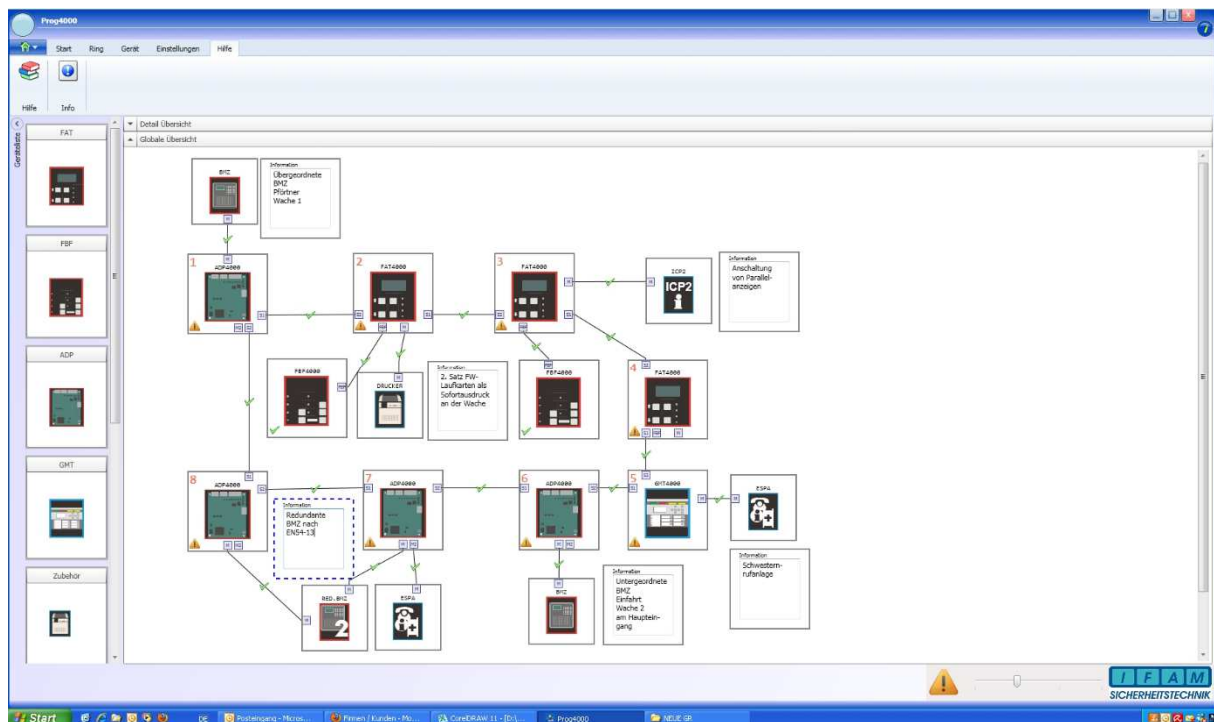 Prog4000
Start Ring Gerät Einstellungen Hilfe
Hilfe Info
Geräteliste
FAT
FBF
ADP
GMT
Zubehör
Detail Übersicht
Globale Übersicht
BMZ
Information
Übergeordnete
BMZ
Pförtner
Wache 1
1
ADP4000
2
FAT4000
3
FAT4000
ICP2
ICP2
i
Information
Anschaltung
von Parallel-
anzeigen
FBF4000
DRUCKER
Information
2. Satz FW-
Laufkarten als
Sofortausdruck
an der Wache
FBF4000
4
FAT4000
8
ADP4000
Information
Redundante
BMZ nach
EN54-13
7
ADP4000
6
ADP4000
5
GMT4000
ESPA
RED.BMZ
2
ESPA
BMZ
Information
Untergeordnete
BMZ
Einfahrt
Wache 2
am Hauptein-
gang
Information
Schwestern-
rufanlage
IFAM
SICHERHEITSTECHNIK
Start
DE
Posteingang - Micros...
Firmen / Kunden - Mo...
CorelDRAW 11 - [D:\...
Prog4000
NEUE GR